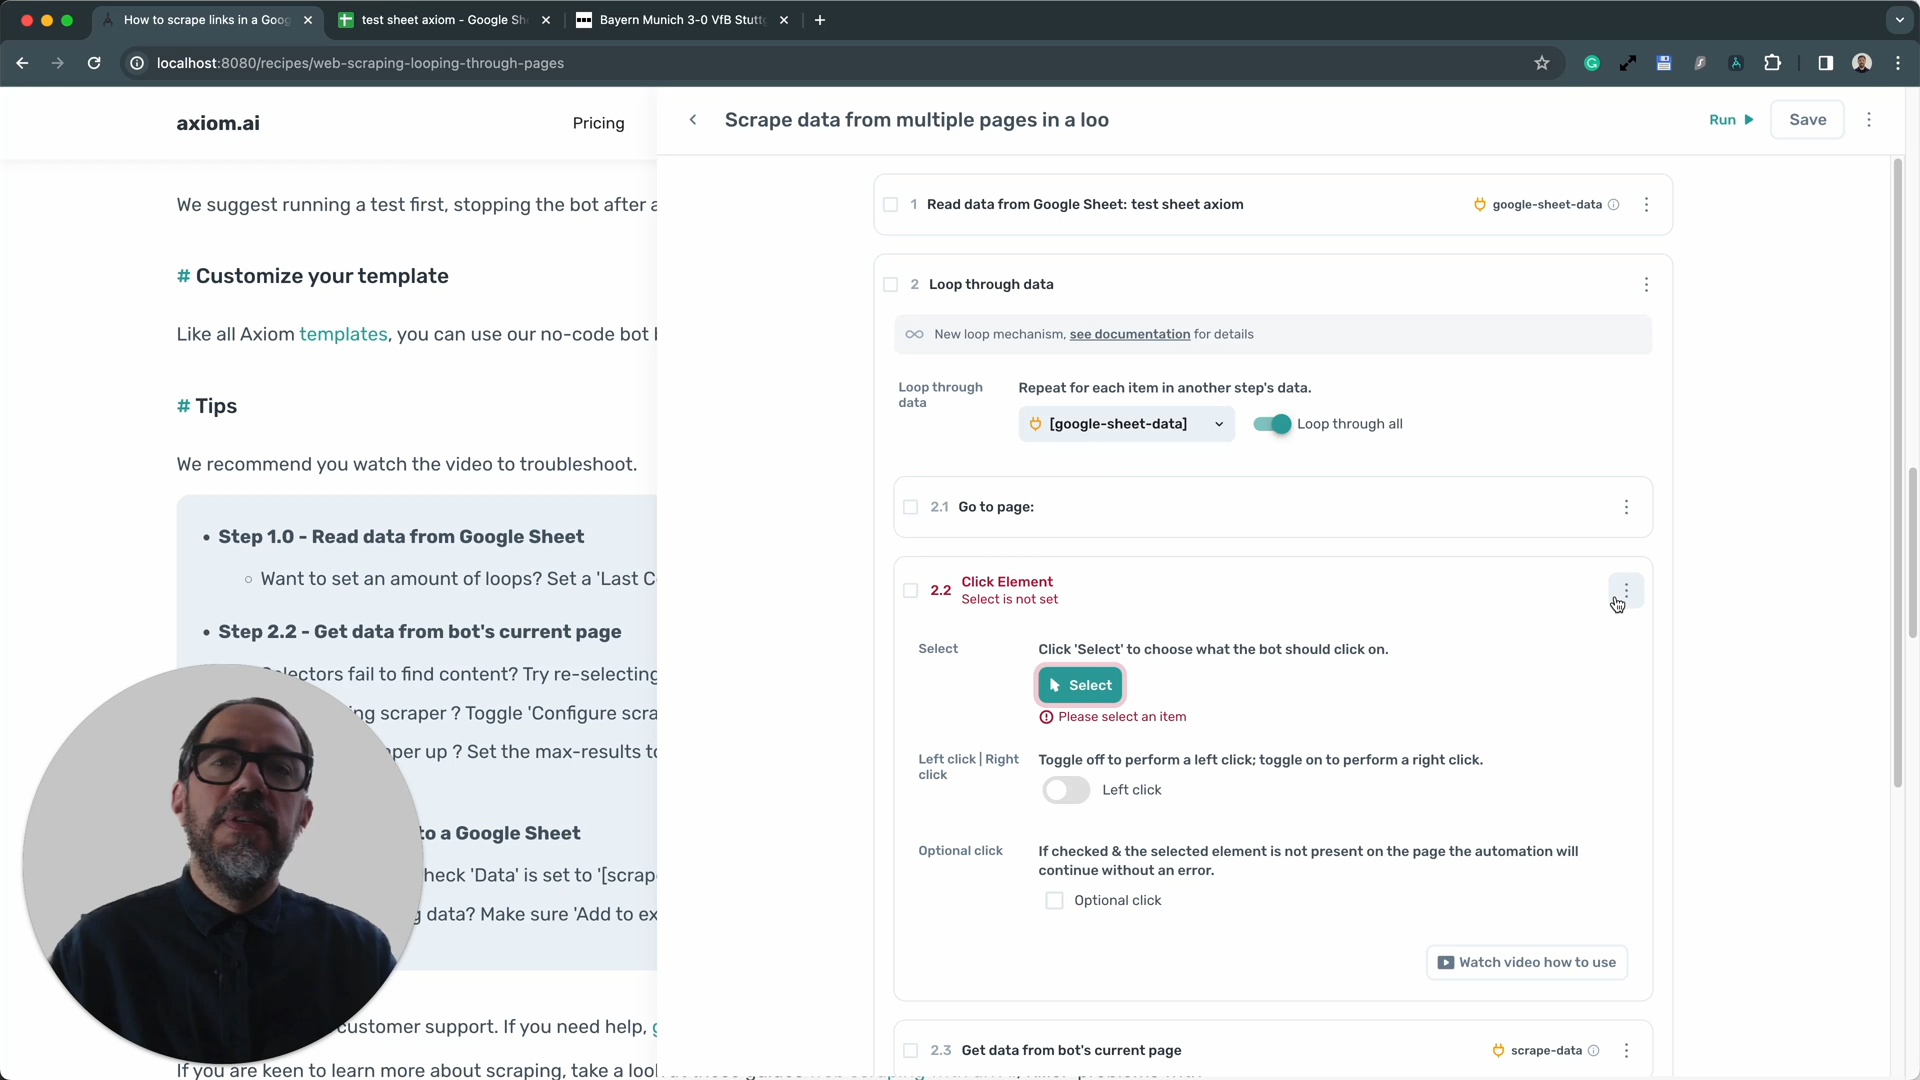 How to scrape links in a Goog
test sheet axiom - Google Sh
Bayern Munich 3-0 VfB Stuttg
localhost:8080/recipes/web-scraping-looping-through-pages
axiom.ai
Pricing
Scrape data from multiple pages in a loo
Run
Save
We suggest running a test first, stopping the bot after a
# Customize your template
Like all Axiom templates, you can use our no-code bot b
# Tips
We recommend you watch the video to troubleshoot.
Step 1.0 - Read data from Google Sheet
Want to set an amount of loops? Set a 'Last C
Step 2.2 - Get data from bot's current page
lectors fail to find content? Try re-selecting
ng scraper ? Toggle 'Configure scra
per up ? Set the max-results to
to a Google Sheet
heck 'Data' is set to '[scrap
g data? Make sure 'Add to ex
customer support. If you need help, g
If you are keen to learn more about scraping, take a look
1 Read data from Google Sheet: test sheet axiom
google-sheet-data
2 Loop through data
New loop mechanism, see documentation for details
Loop through data
Repeat for each item in another step's data.
[google-sheet-data]
Loop through all
2.1 Go to page:
2.2 Click Element
Select is not set
Select
Click 'Select' to choose what the bot should click on.
Select
Please select an item
Left click | Right click
Toggle off to perform a left click; toggle on to perform a right click.
Left click
Optional click
If checked & the selected element is not present on the page the automation will
continue without an error.
Optional click
Watch video how to use
2.3 Get data from bot's current page
scrape-data